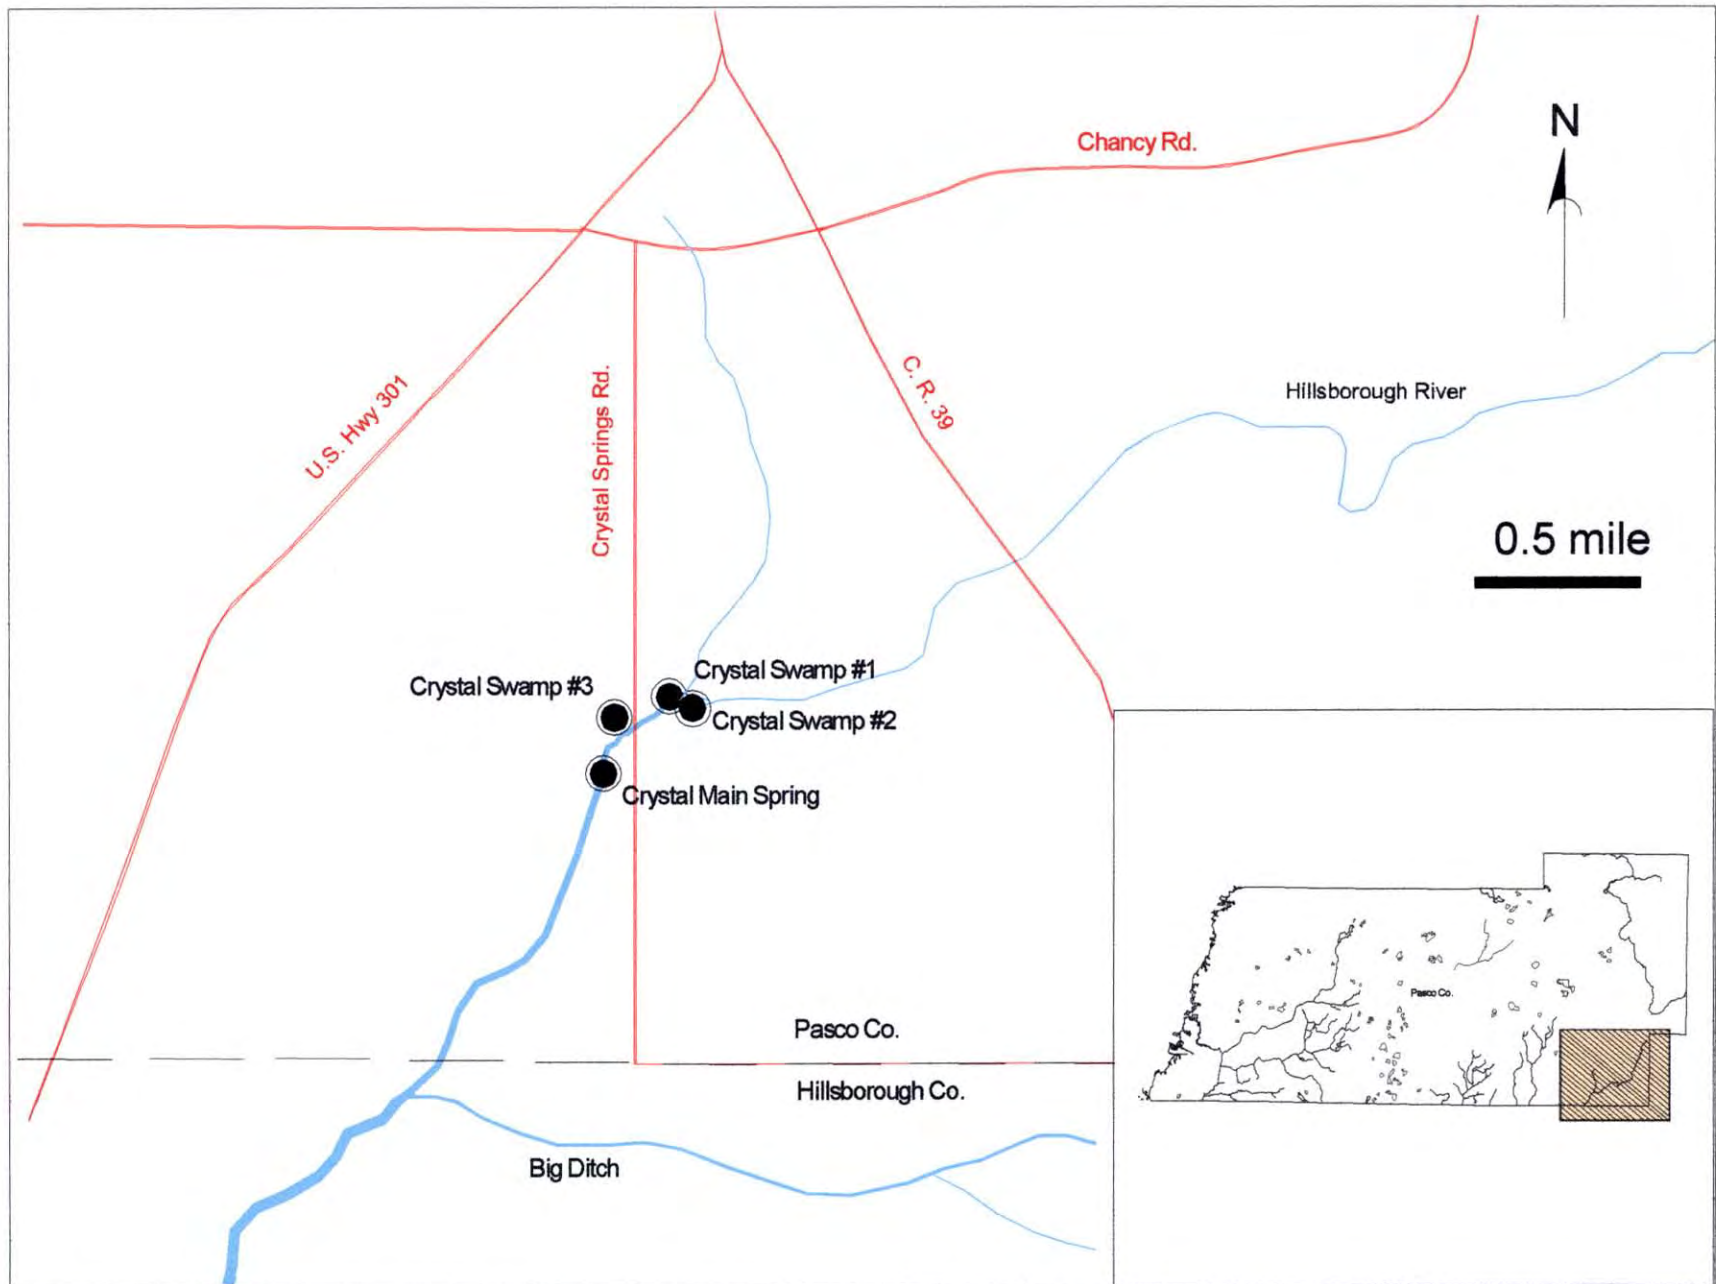 N
Chancy Rd.
Hillsborough River
C. R. 39
U.S. Hwy 301
Crystal Springs Rd.
0.5 mile
Crystal Swamp #1
Crystal Swamp #3
Crystal Swamp #2
Crystal Main Spring
Pasco Co.
Pasco Co.
Hillsborough Co.
Big Ditch